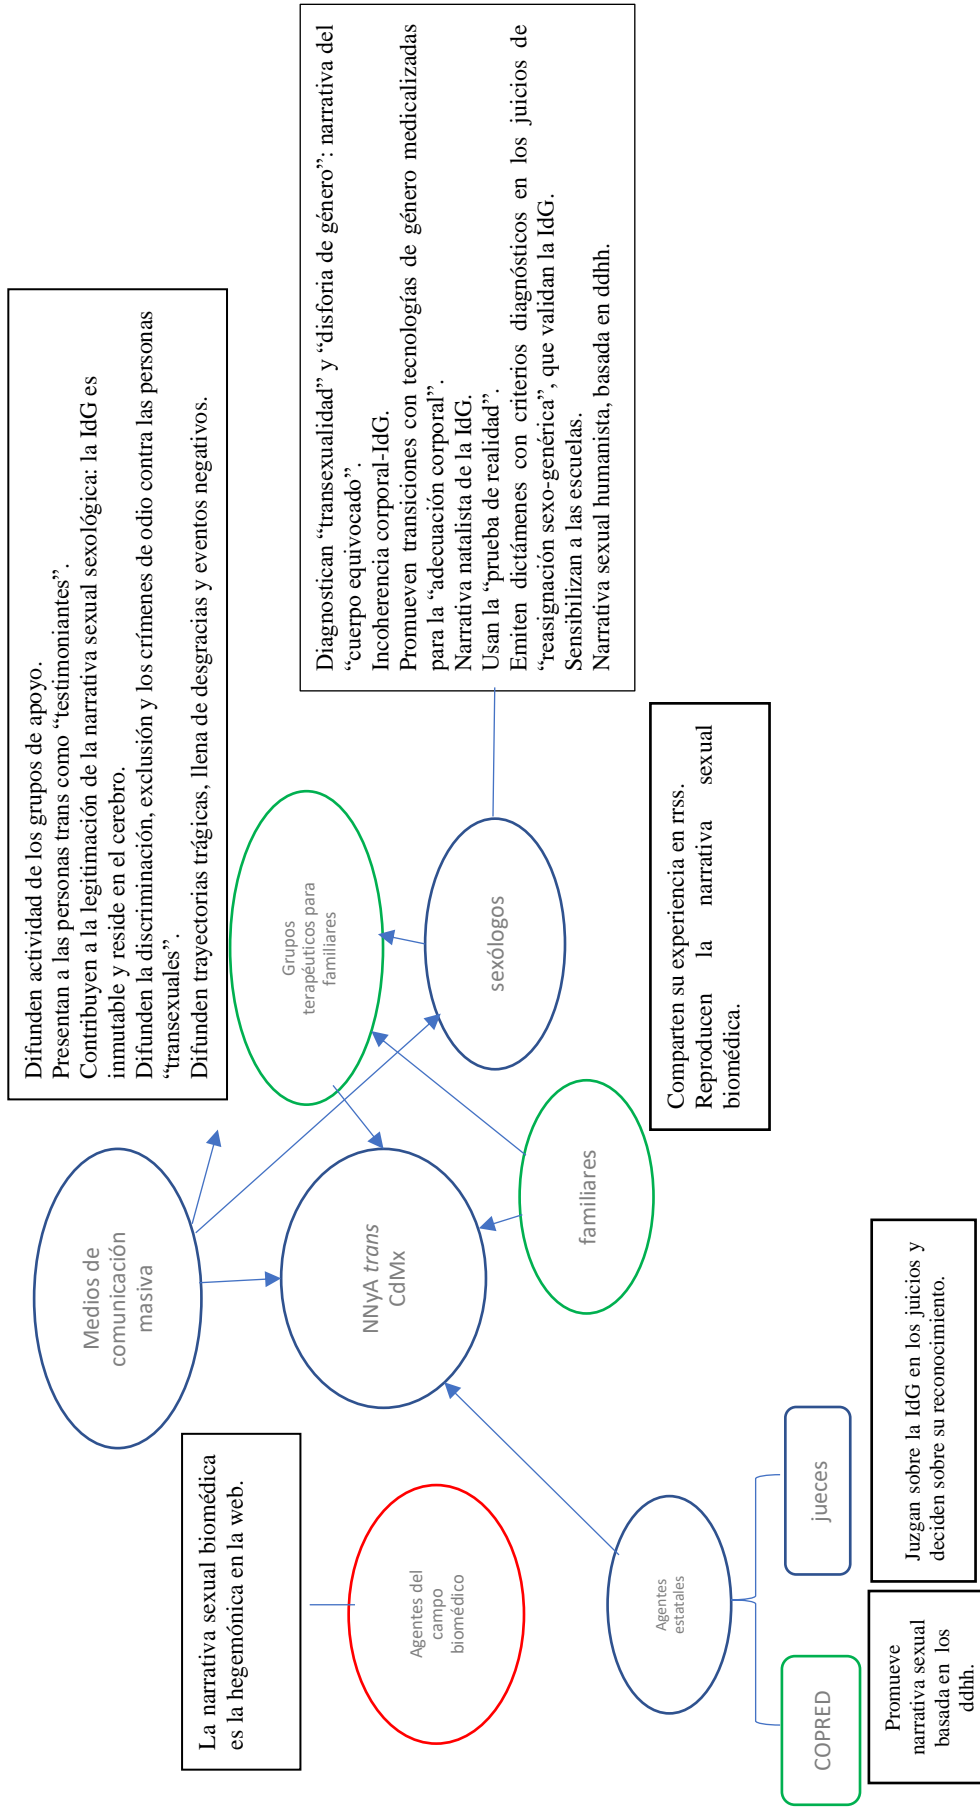 Difunden actividad de los grupos de apoyo.
Presentan a las personas trans como “testimoniantes”.
Contribuyen a la legitimación de la narrativa sexual sexológica: la IdG es
inmutable y reside en el cerebro.
Difunden la discriminación, exclusión y los crímenes de odio contra las personas
“transexuales”.
Difunden trayectorias trágicas, llena de desgracias y eventos negativos.
Medios de
comunicación
masiva
La narrativa sexual biomédica
es la hegemónica en la web.
Grupos
terapéuticos para
familiares
NNyA trans
CdMx
Agentes del
campo
biomédico
Diagnostican “transexualidad” y “disforia de género”: narrativa del
“cuerpo equivocado”.
Incoherencia corporal-IdG.
Promueven transiciones con tecnologías de género medicalizadas
para la “adecuación corporal”.
Narrativa natalista de la IdG.
Usan la “prueba de realidad”.
Emiten dictámenes con criterios diagnósticos en los juicios de
“reasignación sexo-genérica”, que validan la IdG.
Sensibilizan a las escuelas.
Narrativa sexual humanista, basada en ddhh.
sexólogos
familiares
Agentes
estatales
Comparten su experiencia en rrss.
Reproducen la narrativa sexual
biomédica.
COPRED
jueces
Promueve
narrativa sexual
basada en los
ddhh.
Juzgan sobre la IdG en los juicios y
deciden sobre su reconocimiento.